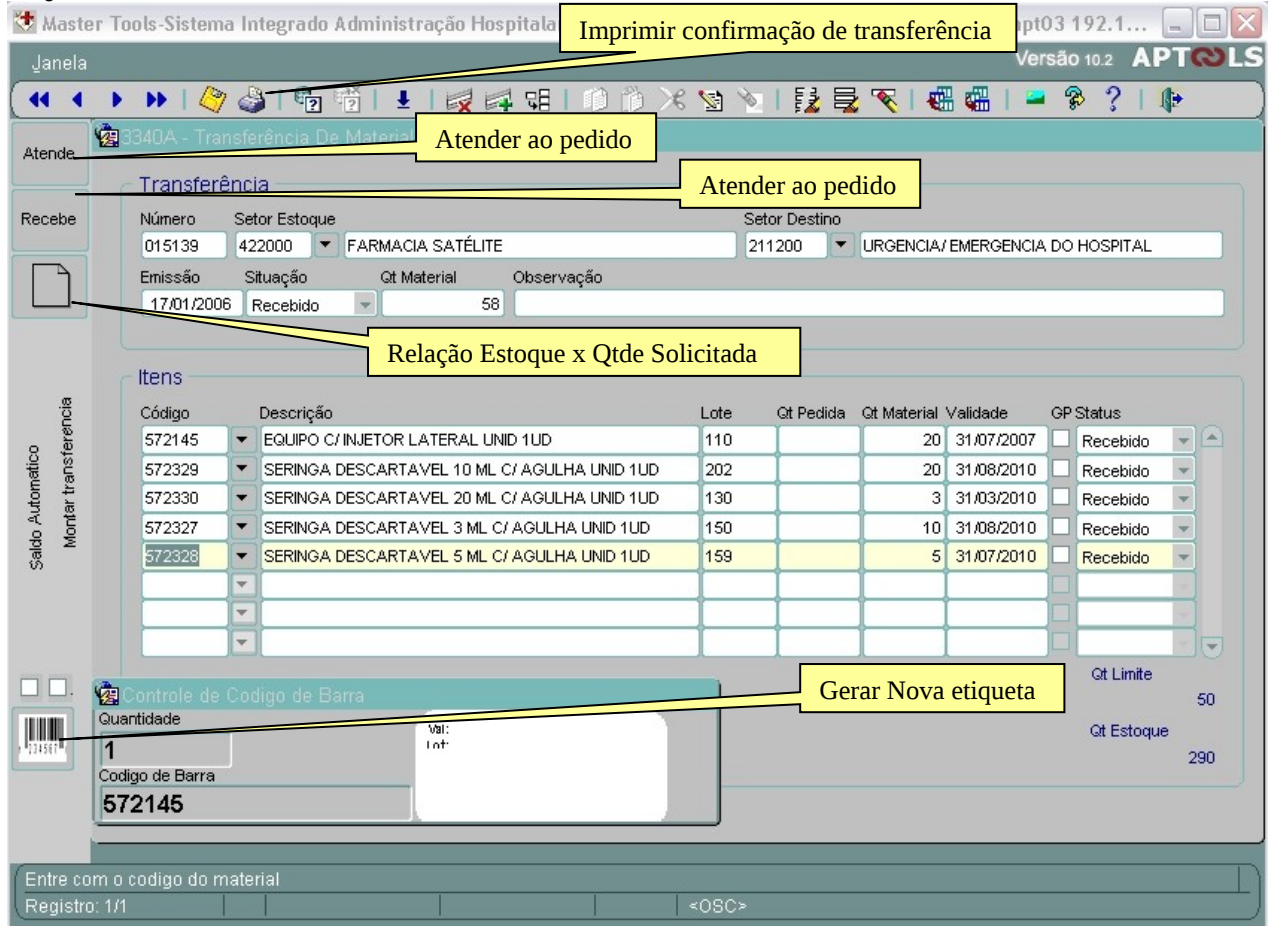 Master Tools-Sistema Integrado Administração Hospitala
Imprimir confirmação de transferência
pt03 192.1...
Janela
Versão 10.2 APTOOLS
Atende
3340A - Transferência De Material
Atender ao pedido
Recebe
Transferência
Atender ao pedido
Número Setor Estoque Setor Destino
015139 422000 FARMACIA SATÉLITE 211200 URGENCIA/ EMERGENCIA DO HOSPITAL
Emissão Situação Qt Material Observação
17/01/2006 Recebido 58
Relação Estoque x Qtde Solicitada
Itens
Código Descrição Lote Qt Pedida Qt Material Validade GP Status
572145 EQUIPO C/ INJETOR LATERAL UNID 1UD 110 20 31/07/2007 Recebido
572329 SERINGA DESCARTAVEL 10 ML C/ AGULHA UNID 1UD 202 20 31/08/2010 Recebido
572330 SERINGA DESCARTAVEL 20 ML C/ AGULHA UNID 1UD 130 3 31/03/2010 Recebido
572327 SERINGA DESCARTAVEL 3 ML C/ AGULHA UNID 1UD 150 10 31/08/2010 Recebido
572328 SERINGA DESCARTAVEL 5 ML C/ AGULHA UNID 1UD 159 5 31/07/2010 Recebido
Saldo Automatico
Montar transferencia
Gerar Nova etiqueta
Qt Limite
50
Qt Estoque
290
Controle de Codigo de Barra
Quantidade
1
Val:
Lot:
Codigo de Barra
572145
Entre com o codigo do material
Registro: 1/1 <OSC>